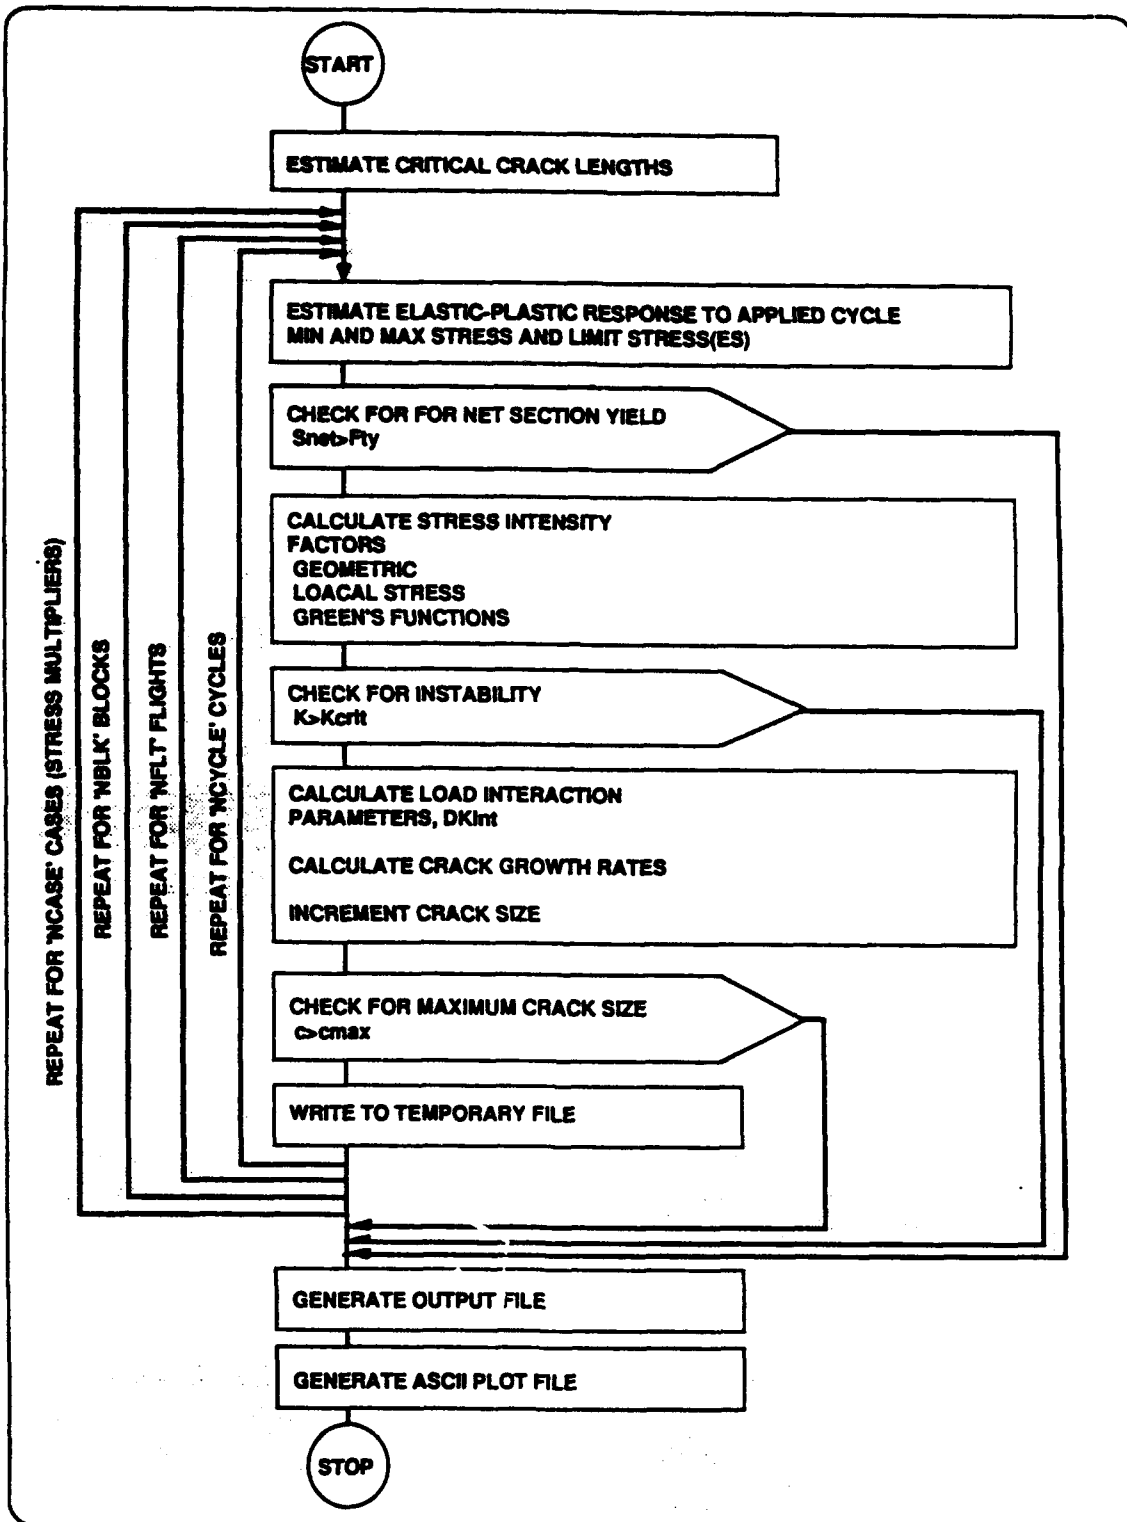 START
ESTIMATE CRITICAL CRACK LENGTHS
ESTIMATE ELASTIC-PLASTIC RESPONSE TO APPLIED CYCLE
MIN AND MAX STRESS AND LIMIT STRESS(ES)
CHECK FOR FOR NET SECTION YIELD
Snet>Fty
CALCULATE STRESS INTENSITY
FACTORS
GEOMETRIC
LOACAL STRESS
GREEN'S FUNCTIONS
CHECK FOR INSTABILITY
K>Kcrit
CALCULATE LOAD INTERACTION
PARAMETERS, DKint
CALCULATE CRACK GROWTH RATES
INCREMENT CRACK SIZE
CHECK FOR MAXIMUM CRACK SIZE
c>cmax
WRITE TO TEMPORARY FILE
REPEAT FOR 'NCASE' CASES (STRESS MULTIPLIERS)
REPEAT FOR 'NBLK' BLOCKS
REPEAT FOR 'NFLT' FLIGHTS
REPEAT FOR 'NCYCLE' CYCLES
GENERATE OUTPUT FILE
GENERATE ASCII PLOT FILE
STOP